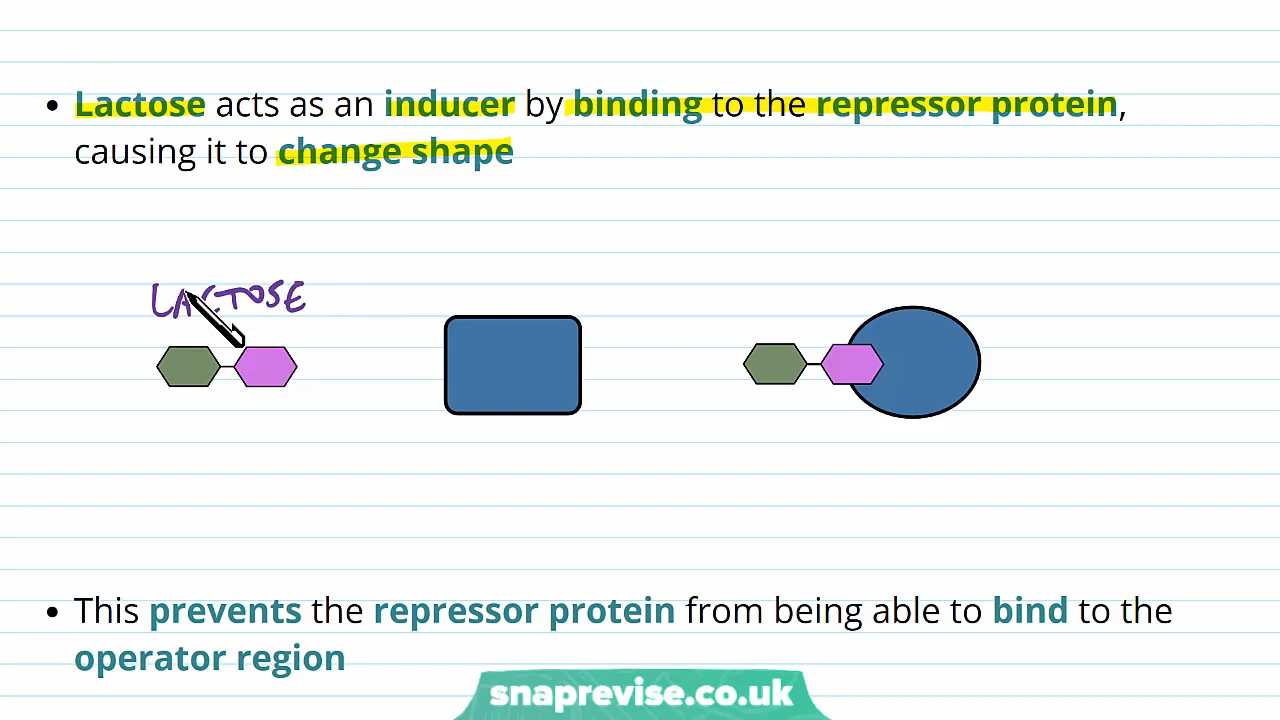 • Lactose acts as an inducer by binding to the repressor protein,
causing it to change shape
LACTOSE
• This prevents the repressor protein from being able to bind to the
operator region
snaprevise.co.uk